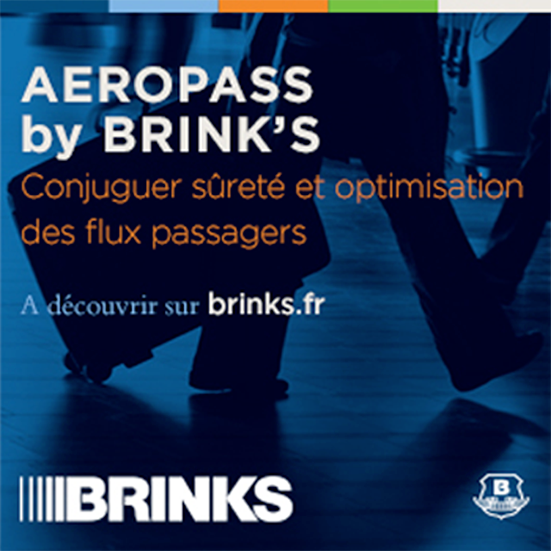 AEROPASS
by BRINK'S
Conjuguer sûreté et optimisation
des flux passagers
A découvrir sur brinks.fr
BRINKS
B